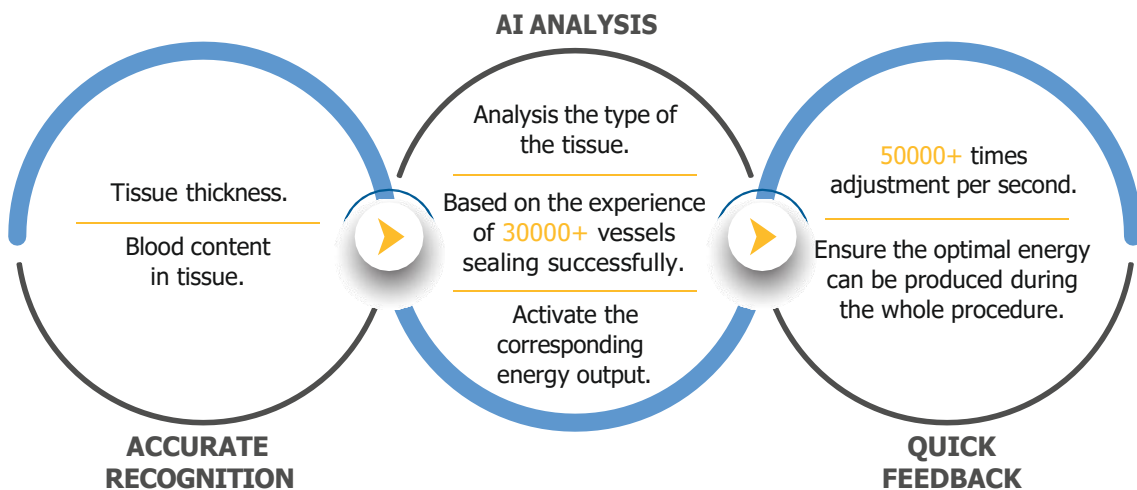 AI ANALYSIS
Tissue thickness.
Blood content
in tissue.
ACCURATE
RECOGNITION
Analysis the type of
the tissue.
Based on the experience
of 30000+ vessels
sealing successfully.
Activate the
corresponding
energy output.
50000+ times
adjustment per second.
Ensure the optimal energy
can be produced during
the whole procedure.
QUICK
FEEDBACK